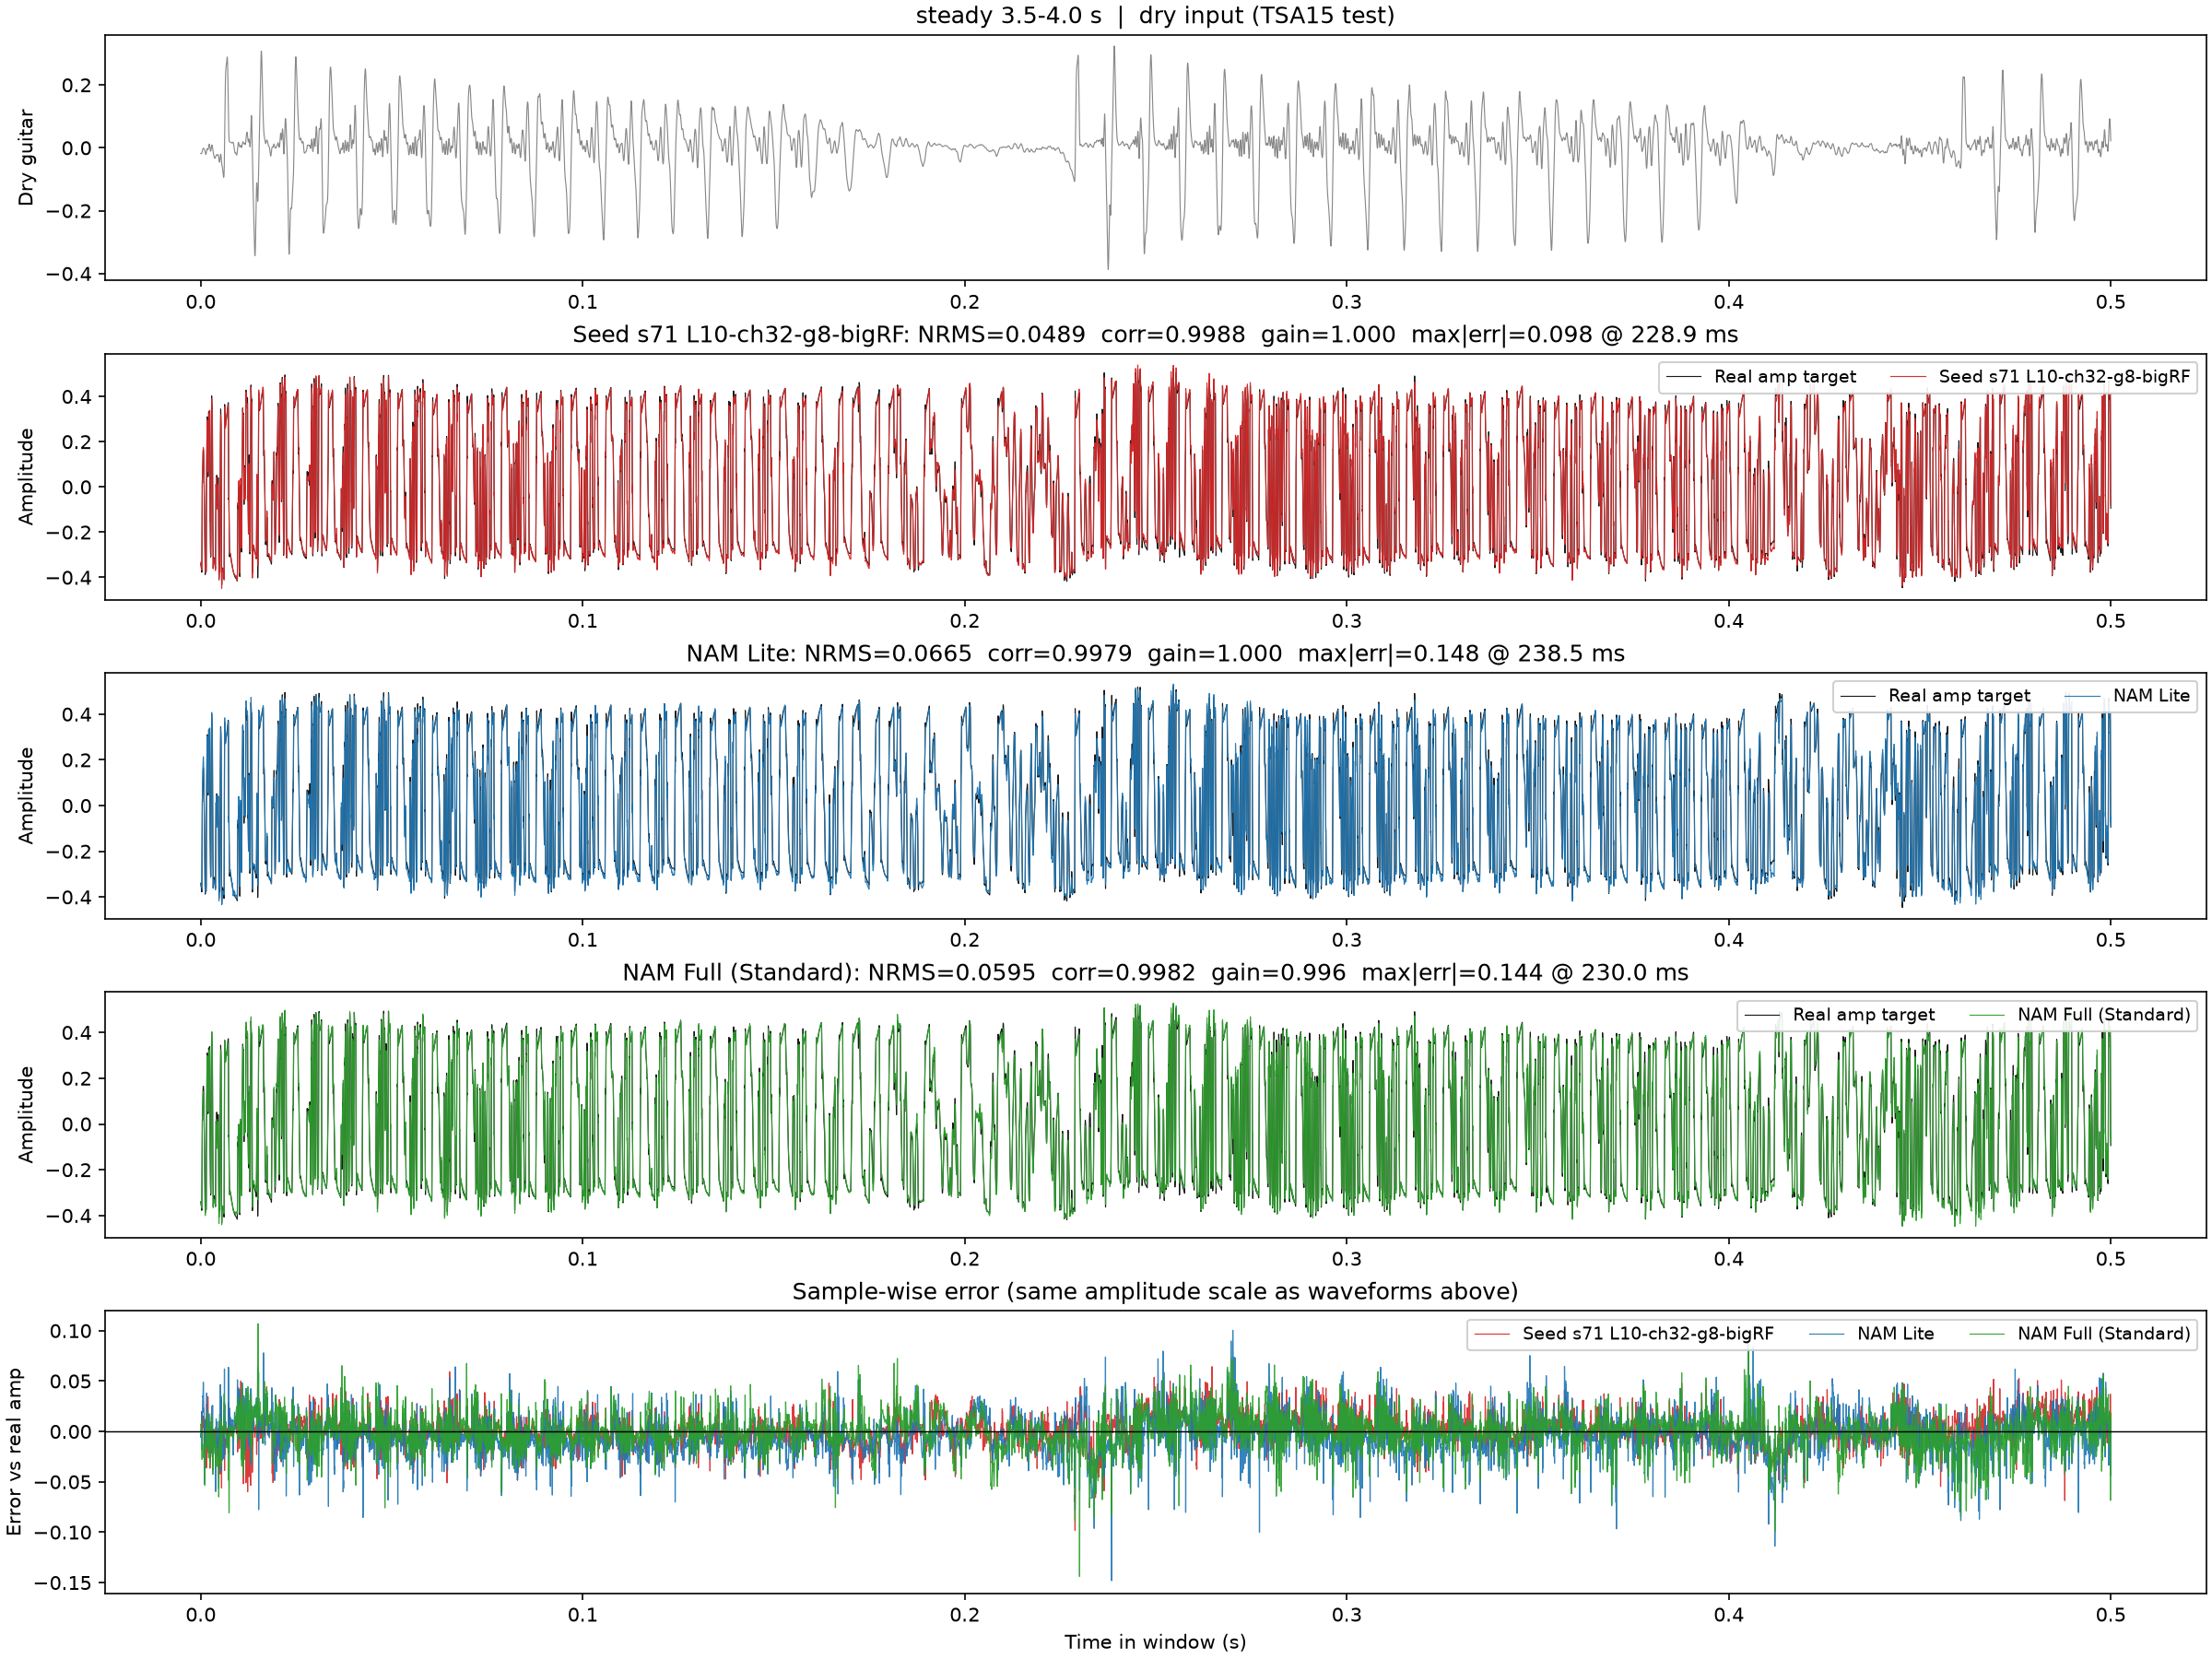 steady 3.5-4.0 s | dry input (TSA15 test)
Dry guitar
0.2
0.0
−0.2
−0.4
0.0 0.1 0.2 0.3 0.4 0.5
Seed s71 L10-ch32-g8-bigRF: NRMS=0.0489 corr=0.9988 gain=1.000 max|err|=0.098 @ 228.9 ms
Real amp target Seed s71 L10-ch32-g8-bigRF
Amplitude
0.4
0.2
0.0
−0.2
−0.4
0.0 0.1 0.2 0.3 0.4 0.5
NAM Lite: NRMS=0.0665 corr=0.9979 gain=1.000 max|err|=0.148 @ 238.5 ms
Real amp target NAM Lite
Amplitude
0.4
0.2
0.0
−0.2
−0.4
0.0 0.1 0.2 0.3 0.4 0.5
NAM Full (Standard): NRMS=0.0595 corr=0.9982 gain=0.996 max|err|=0.144 @ 230.0 ms
Real amp target NAM Full (Standard)
Amplitude
0.4
0.2
0.0
−0.2
−0.4
0.0 0.1 0.2 0.3 0.4 0.5
Sample-wise error (same amplitude scale as waveforms above)
Seed s71 L10-ch32-g8-bigRF NAM Lite NAM Full (Standard)
Error vs real amp
0.10
0.05
0.00
−0.05
−0.10
−0.15
0.0 0.1 0.2 0.3 0.4 0.5
Time in window (s)